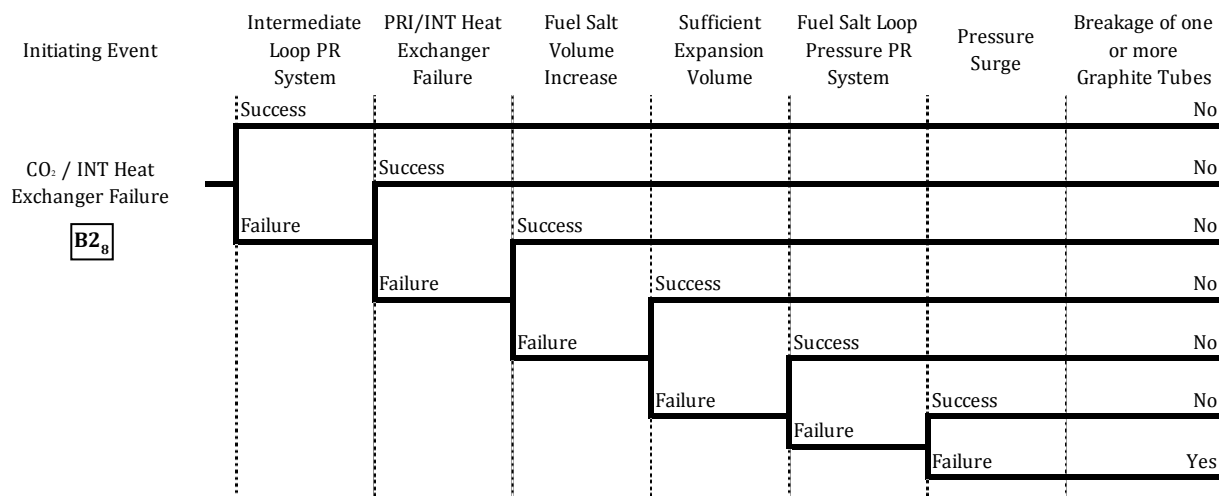 Initiating Event
Intermediate
Loop PR
System
PRI/INT Heat
Exchanger
Failure
Fuel Salt
Volume
Increase
Sufficient
Expansion
Volume
Fuel Salt Loop
Pressure PR
System
Pressure
Surge
Breakage of one
or more
Graphite Tubes
Success
No
CO₂ / INT Heat
Exchanger Failure
B2₈
Success
No
Failure
Success
No
Failure
Success
No
Failure
Success
No
Failure
Success
No
Failure
Failure
Yes